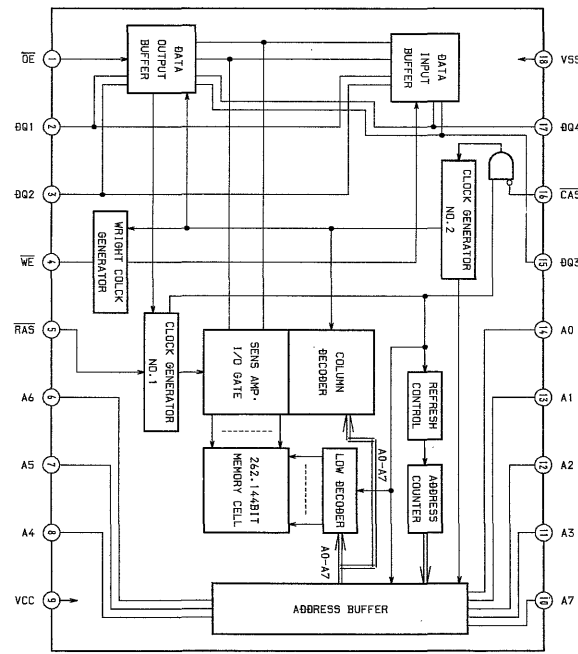 OE
1
DATA
OUTPUT
BUFFER
DATA
INPUT
BUFFER
18
VSS
DQ1
2
17
DQ4
DQ2
3
16
CAS
CLOCK GENERATOR
NO.2
WE
4
WRIGHT COLCK
GENERATOR
15
DQ3
RAS
5
CLOCK GENERATOR
NO.1
SENS AMP.
I/O GATE
COLUMN
DECODER
14
A0
A6
6
REFRESH
CONTROL
13
A1
A5
7
262.144BIT
MEMORY CELL
LOW DECODER
A0-A7
ADDRESS
COUNTER
12
A2
A4
8
A0-A7
11
A3
VCC
9
ADDRESS BUFFER
10
A7